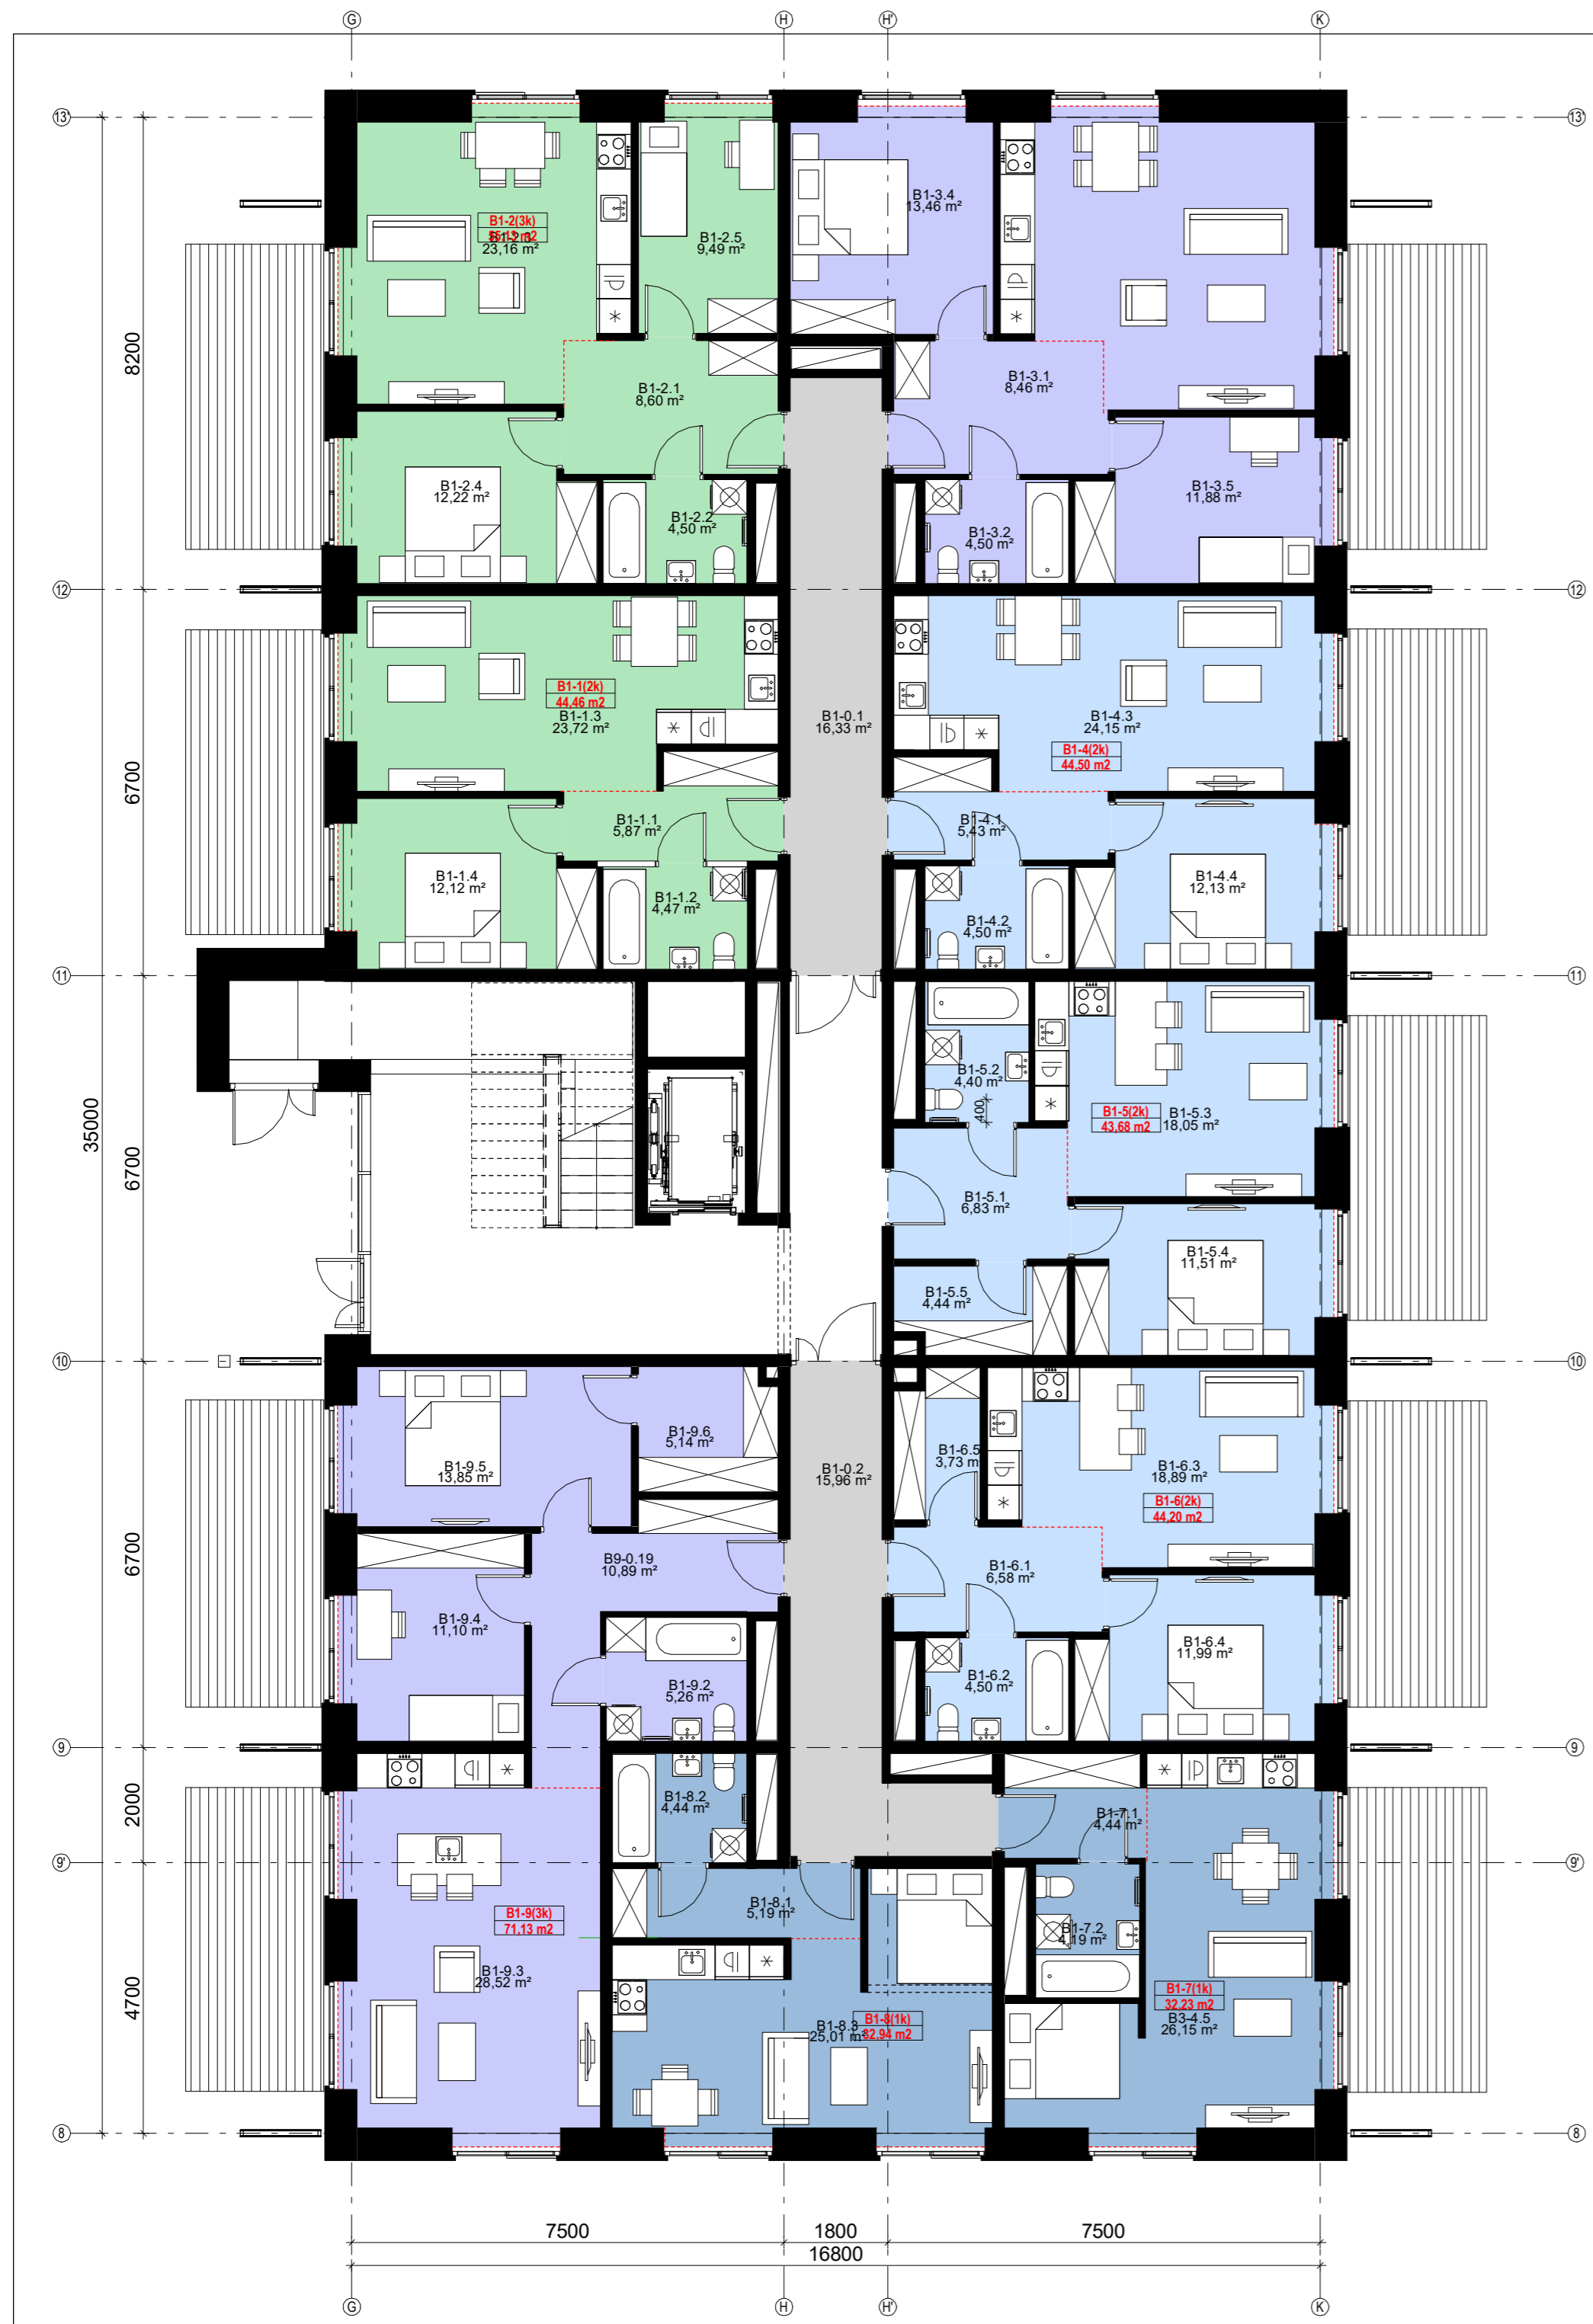 G H H' K
13' 13'
B1-2(3k)
23,16 m²
B1-2.5
9,49 m²
B1-3.4
13,46 m²
8200
B1-2.1
8,60 m²
B1-3.1
8,46 m²
B1-2.4
12,22 m²
B1-2.2
4,50 m²
B1-3.2
4,50 m²
B1-3.5
11,88 m²
12 12
B1-1(2k)
44,46 m2
B1-1.3
23,72 m²
B1-0.1
16,33 m²
B1-4.3
24,15 m²
B1-4(2k)
44,50 m2
6700
B1-1.1
5,87 m²
B1-4.1
5,43 m²
B1-1.4
12,12 m²
B1-1.2
4,47 m²
B1-4.2
4,50 m²
B1-4.4
12,13 m²
11 11
35000
6700
B1-5.2
4,40 m²
400
B1-5(2k)
43,68 m2
B1-5.3
18,05 m²
B1-5.1
6,83 m²
B1-5.4
11,51 m²
B1-5.5
4,44 m²
10 10
B1-9.5
13,85 m²
B1-9.6
5,14 m²
B1-0.2
15,96 m²
B1-6.5
3,73 m
B1-6.3
18,89 m²
B1-6(2k)
44,20 m2
6700
B9-0.19
10,89 m²
B1-6.1
6,58 m²
B1-9.4
11,10 m²
B1-9.2
5,26 m²
B1-6.2
4,50 m²
B1-6.4
11,99 m²
9 9
2000
B1-8.2
4,44 m²
B1-7.1
4,44 m²
9' 9'
B1-8.1
5,19 m²
B1-9(3k)
71,13 m2
B1-9.3
28,52 m²
B1-7.2
4,19 m²
4700
B1-8.3
25,01 m²
B1-8(1k)
32,94 m2
B1-7(1k)
32,23 m2
B3-4.5
26,15 m²
8 8
7500 1800 7500
16800
G H H' K